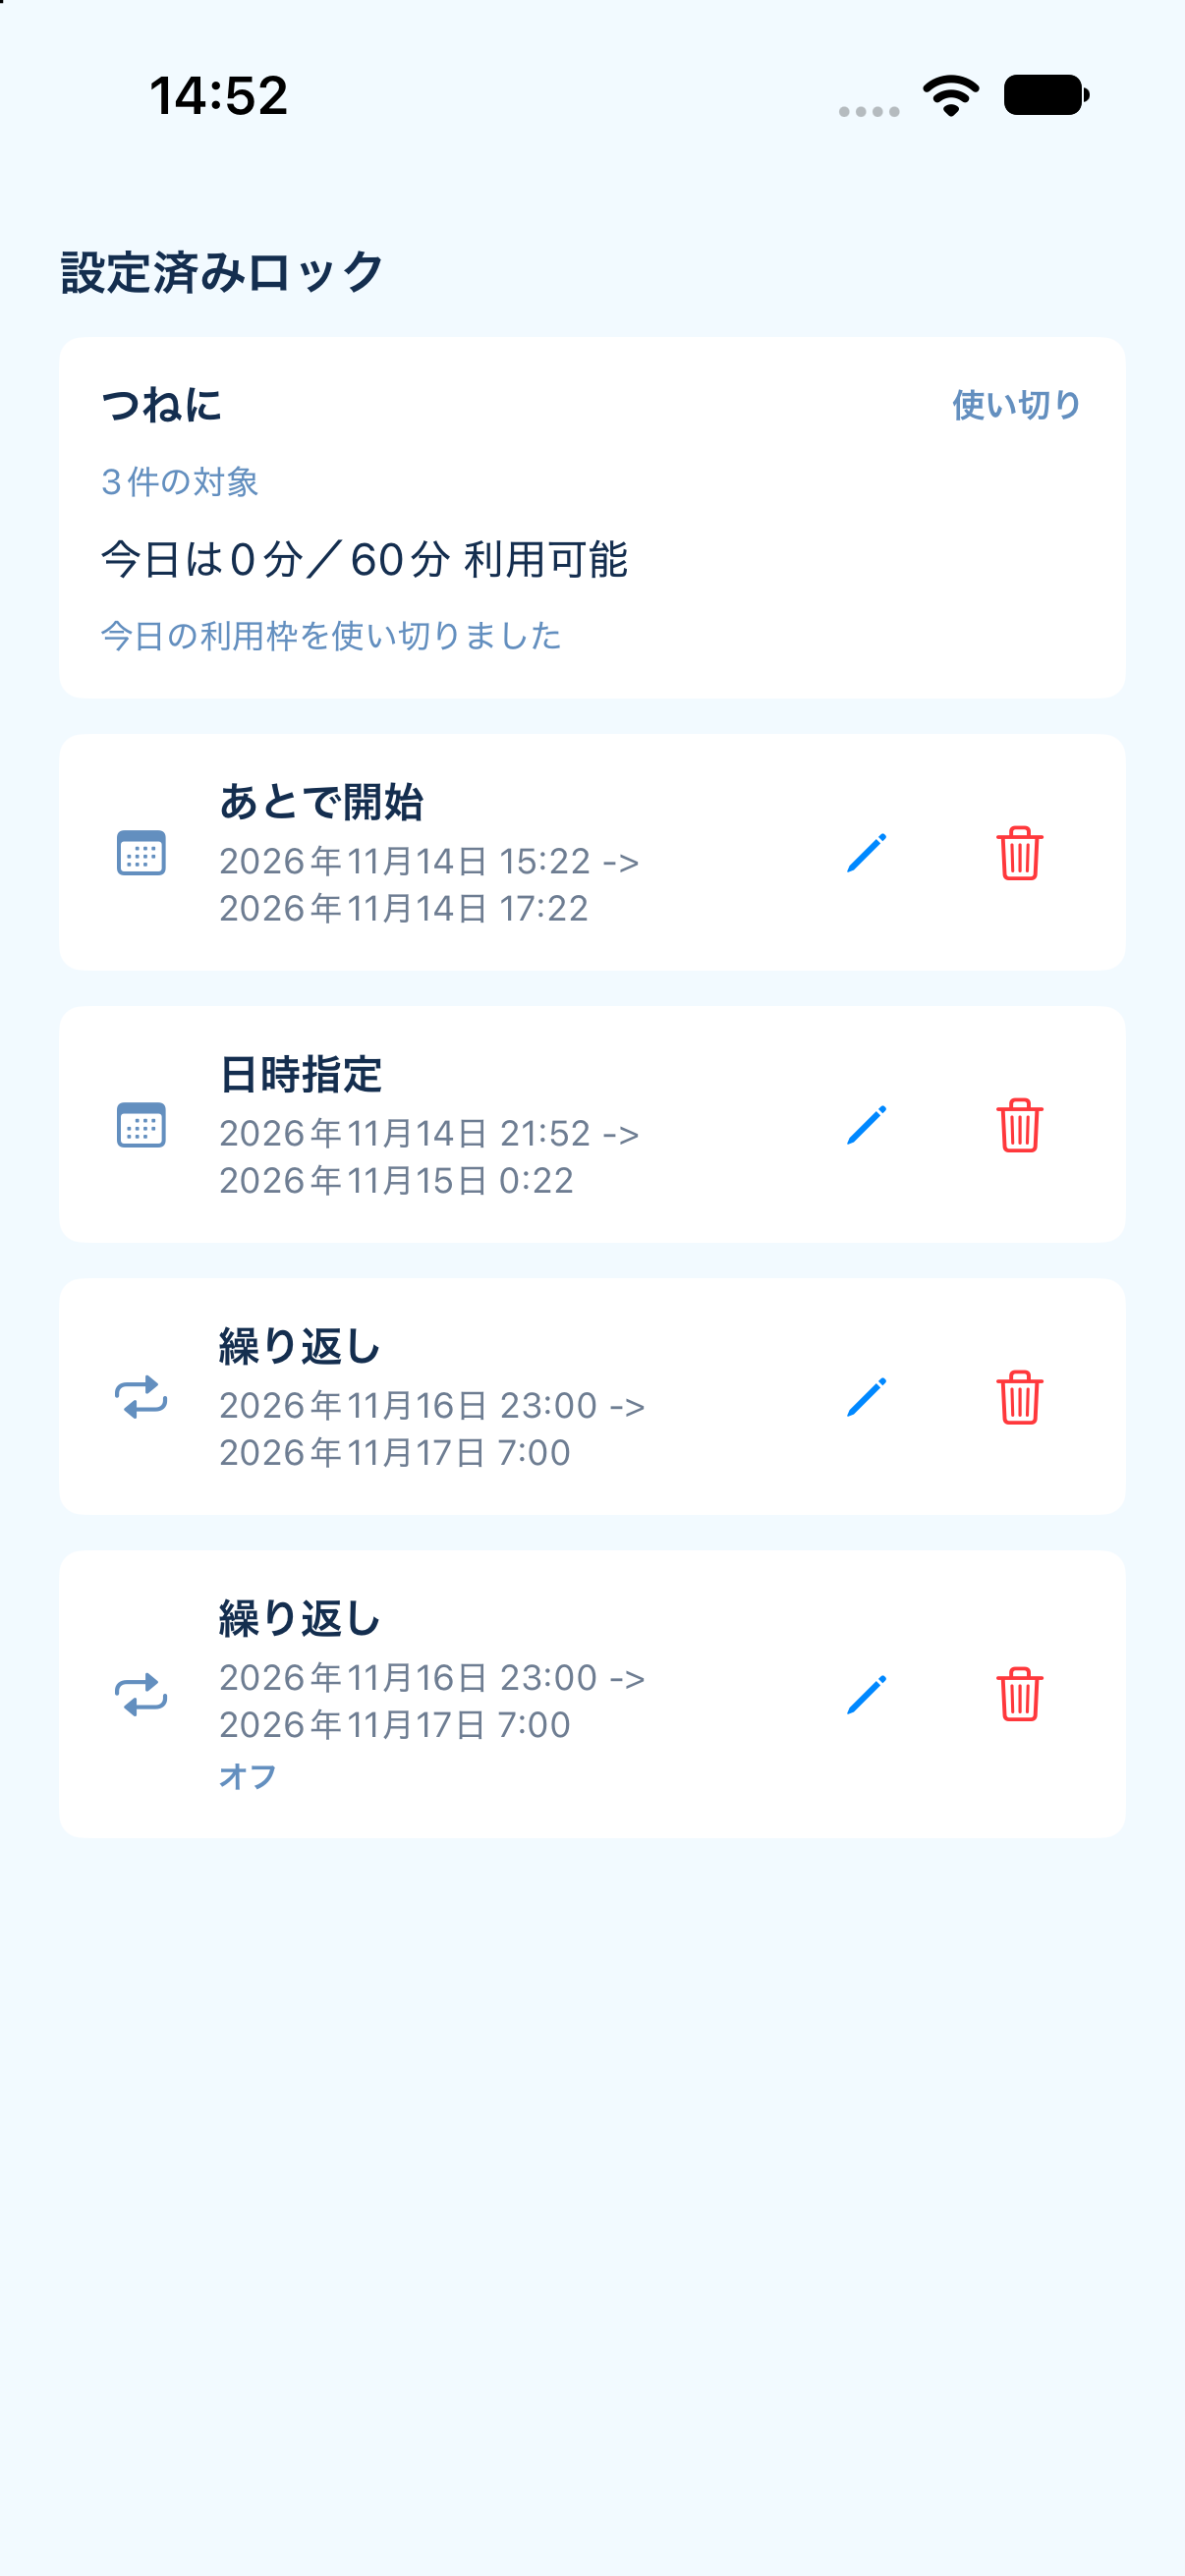 14:52
設定済みロック
つねに
使い切り
3件の対象
今日は0分／60分 利用可能
今日の利用枠を使い切りました
あとで開始
2026年11月14日 15:22 ->
2026年11月14日 17:22
日時指定
2026年11月14日 21:52 ->
2026年11月15日 0:22
繰り返し
2026年11月16日 23:00 ->
2026年11月17日 7:00
繰り返し
2026年11月16日 23:00 ->
2026年11月17日 7:00
オフ